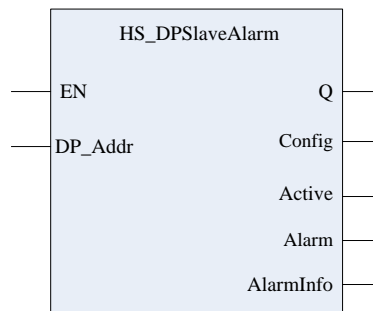 HS_DPSlaveAlarm
EN
Q
DP_Addr
Config
Active
Alarm
AlarmInfo